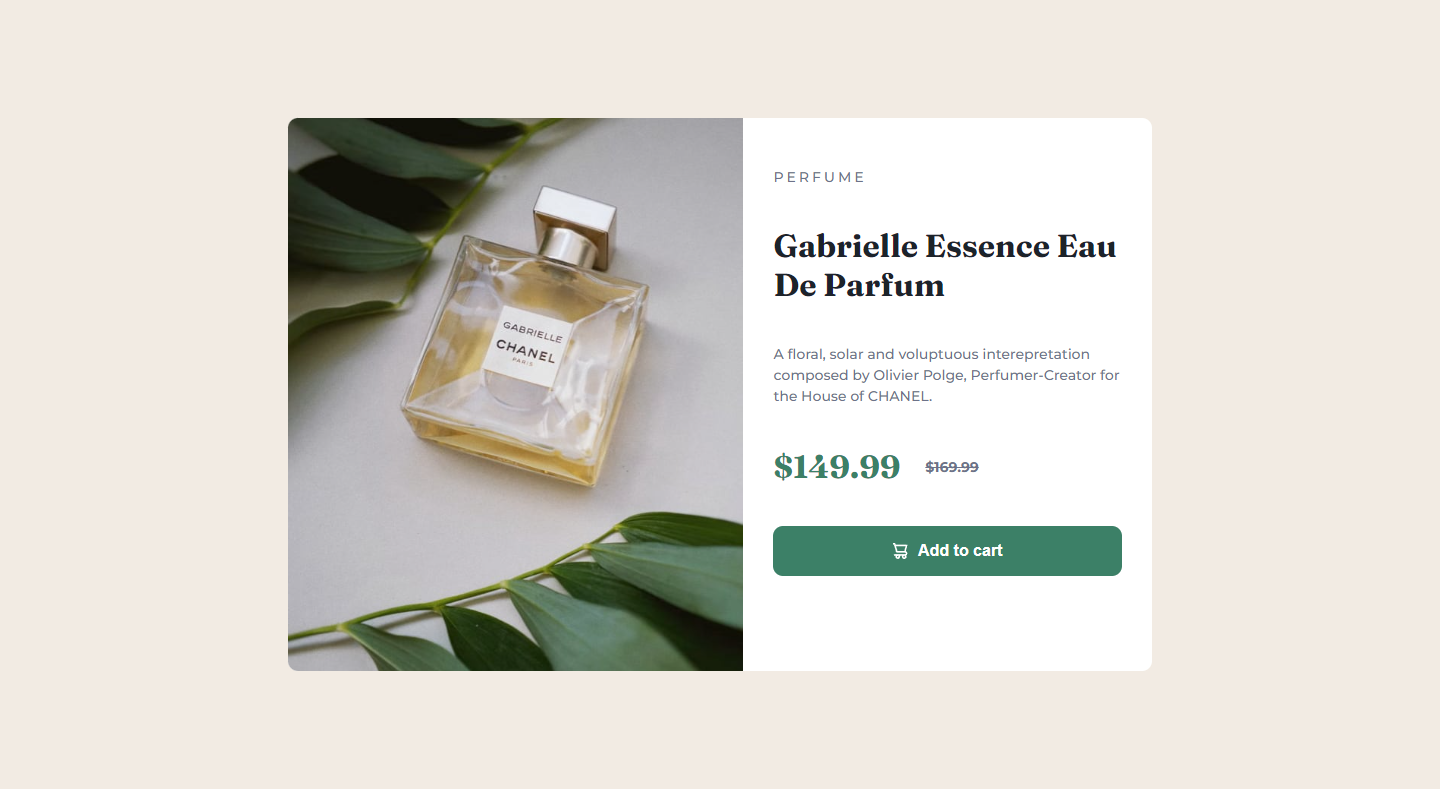 GABRIELLE
CHANEL
PARIS
PERFUME
Gabrielle Essence Eau
De Parfum
A floral, solar and voluptuous interepretation
composed by Olivier Polge, Perfumer-Creator for
the House of CHANEL.
$149.99 $169.99
Add to cart